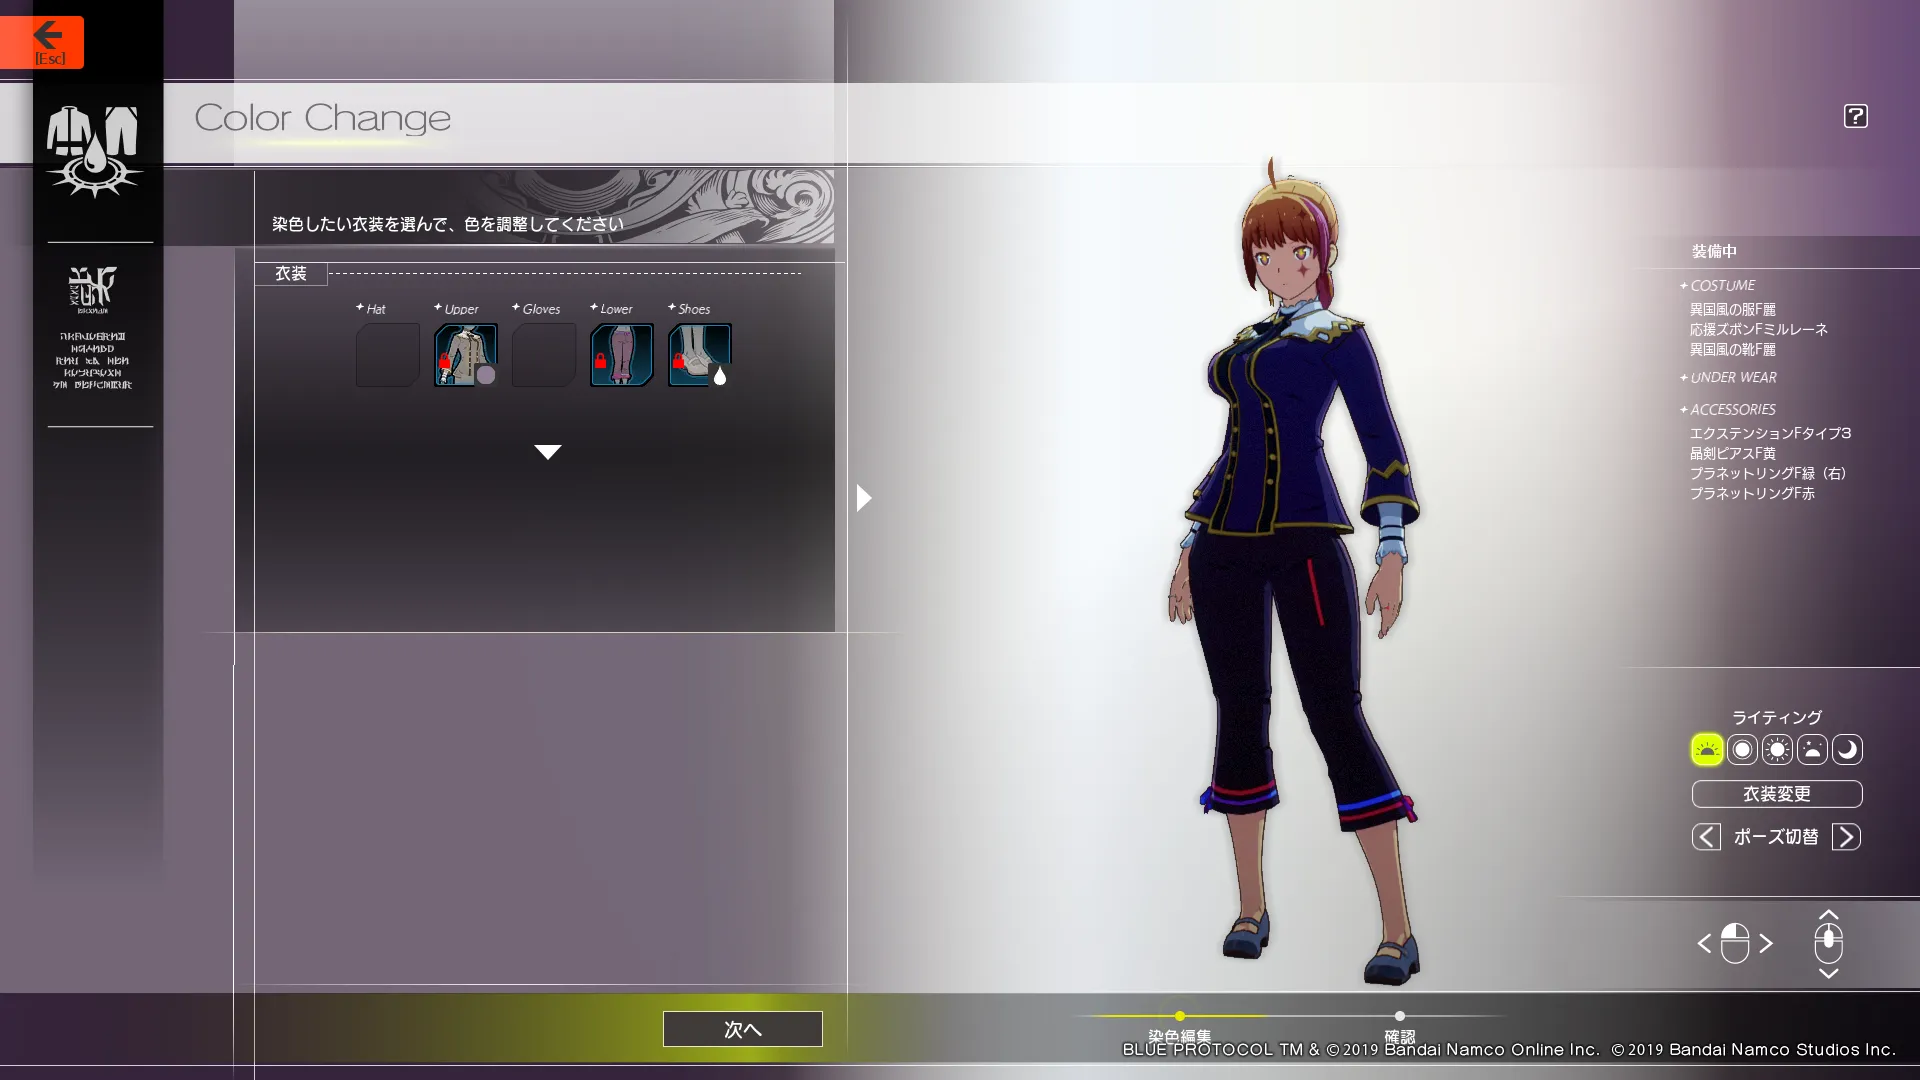 [Esc]
Color Change
?
染色したい衣装を選んで、色を調整してください
衣装
Hat
Upper
Gloves
Lower
Shoes
装備中
COSTUME
異国風の服F麗
応援ズボンFミルレーネ
異国風の靴F麗
UNDER WEAR
ACCESSORIES
エクステンションFタイプ3
晶剣ピアスF黄
プラネットリングF緑（右）
プラネットリングF赤
ライティング
衣装変更
ポーズ切替
次へ
染色編集
確認
BLUE PROTOCOL TM & ©2019 Bandai Namco Online Inc. ©2019 Bandai Namco Studios Inc.